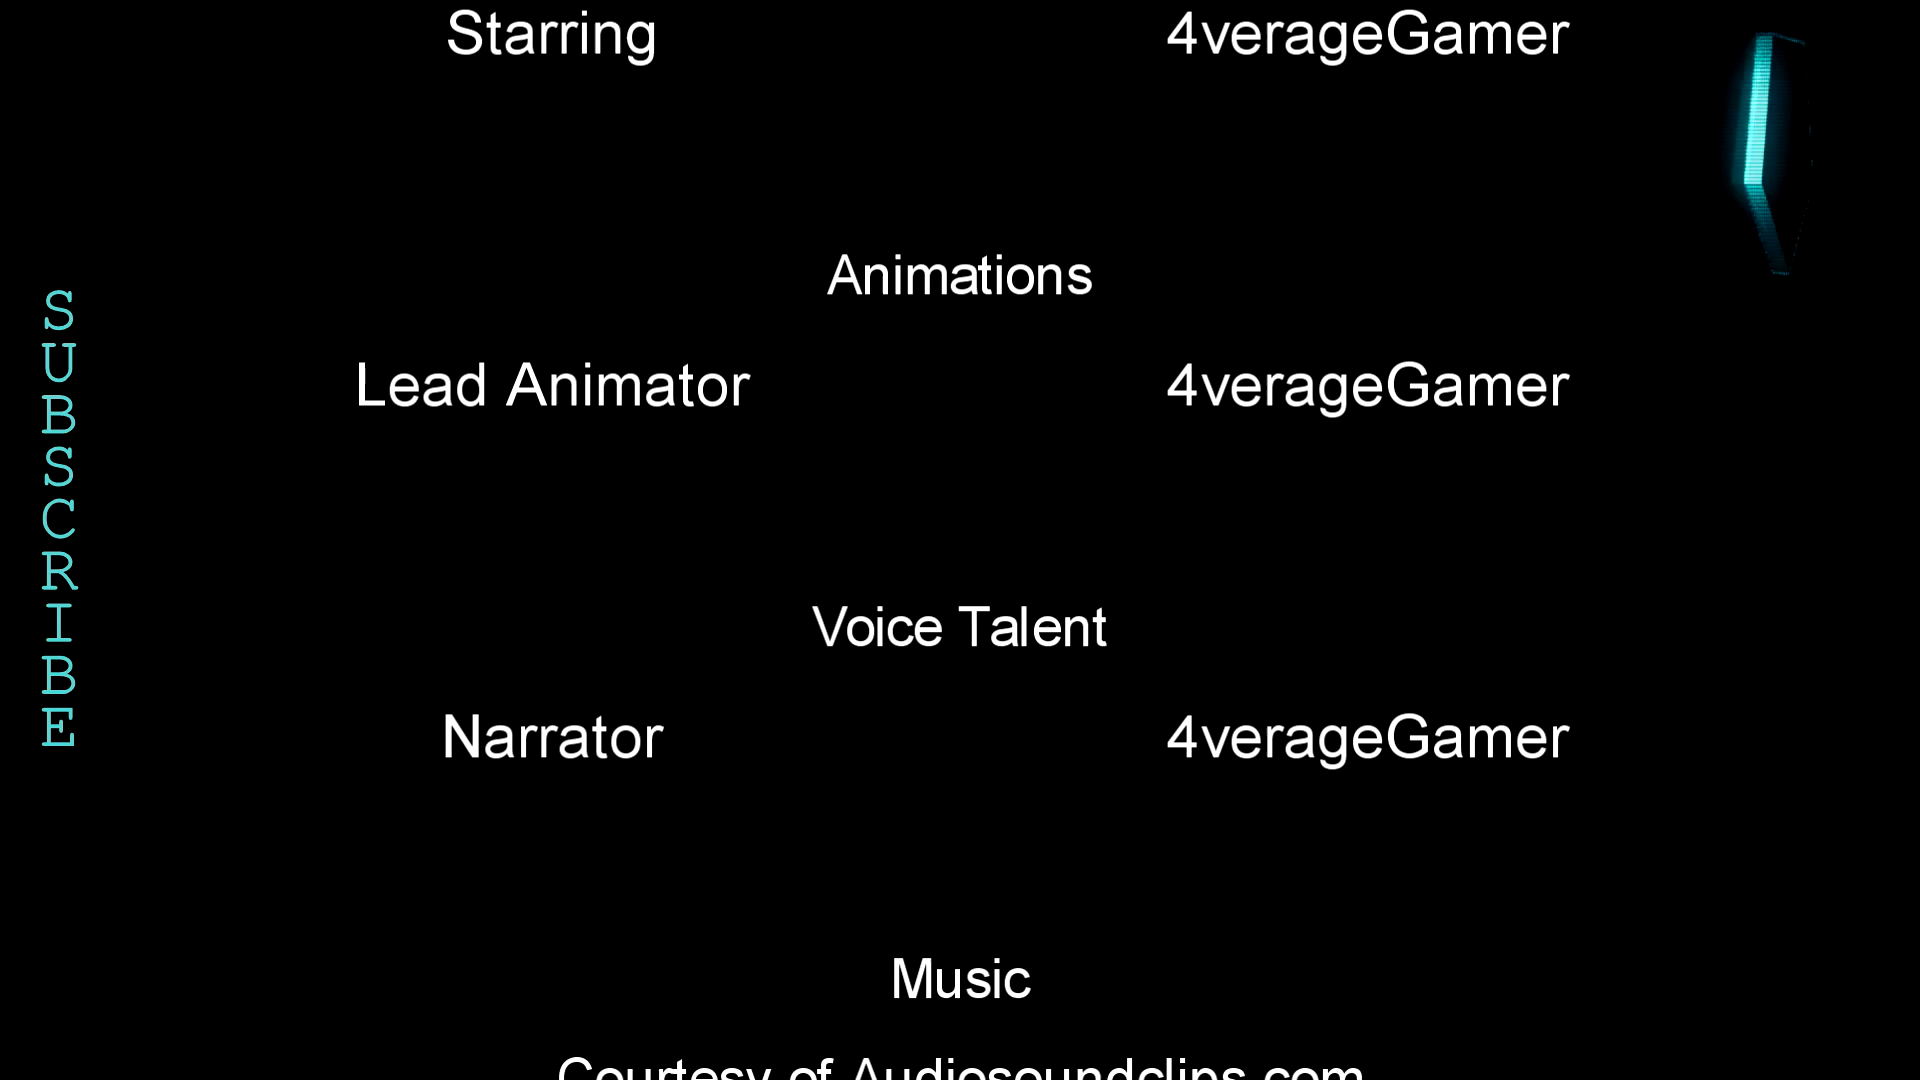 Starring 4verageGamer
Animations
Lead Animator 4verageGamer
Voice Talent
Narrator 4verageGamer
Music
Courtesy of Audiosoundclips.com
SUBSCRIBE